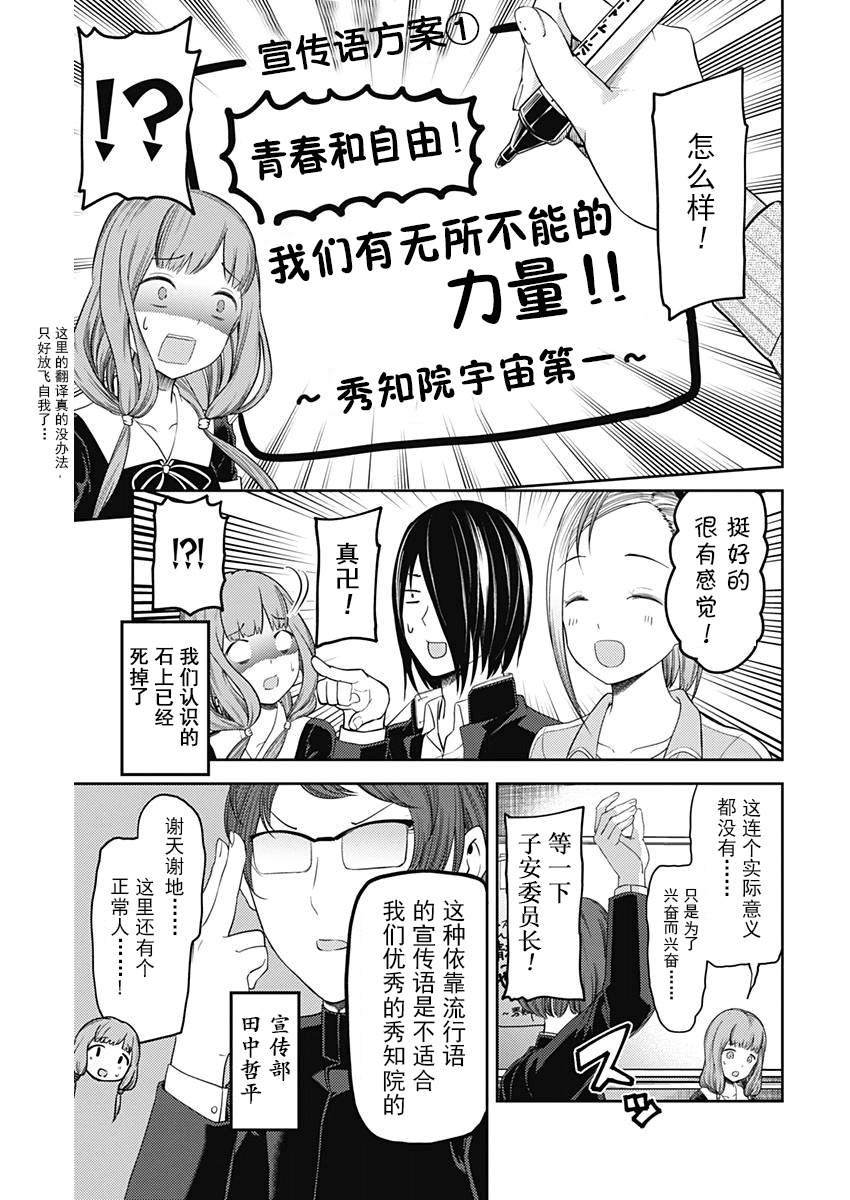 宣传语方案①
青春和自由!
我们有无所不能的
力量!!
~秀知院宇宙第一~
怎么样!
!?
这里的翻译真的没办法,
只好放飞自我了…
挺好的
很有感觉!
真卍!
!?!
我们认识的
石上已经
死掉了
这连个实际意义
都没有……
只是为了
兴奋而兴奋…
等一下
子安委员长!
スッ
这种依靠流行语
的宣传语是不适合
我们优秀的秀知院的
宣传部
田中哲平
谢天谢地……
这里还有个
正常人……!